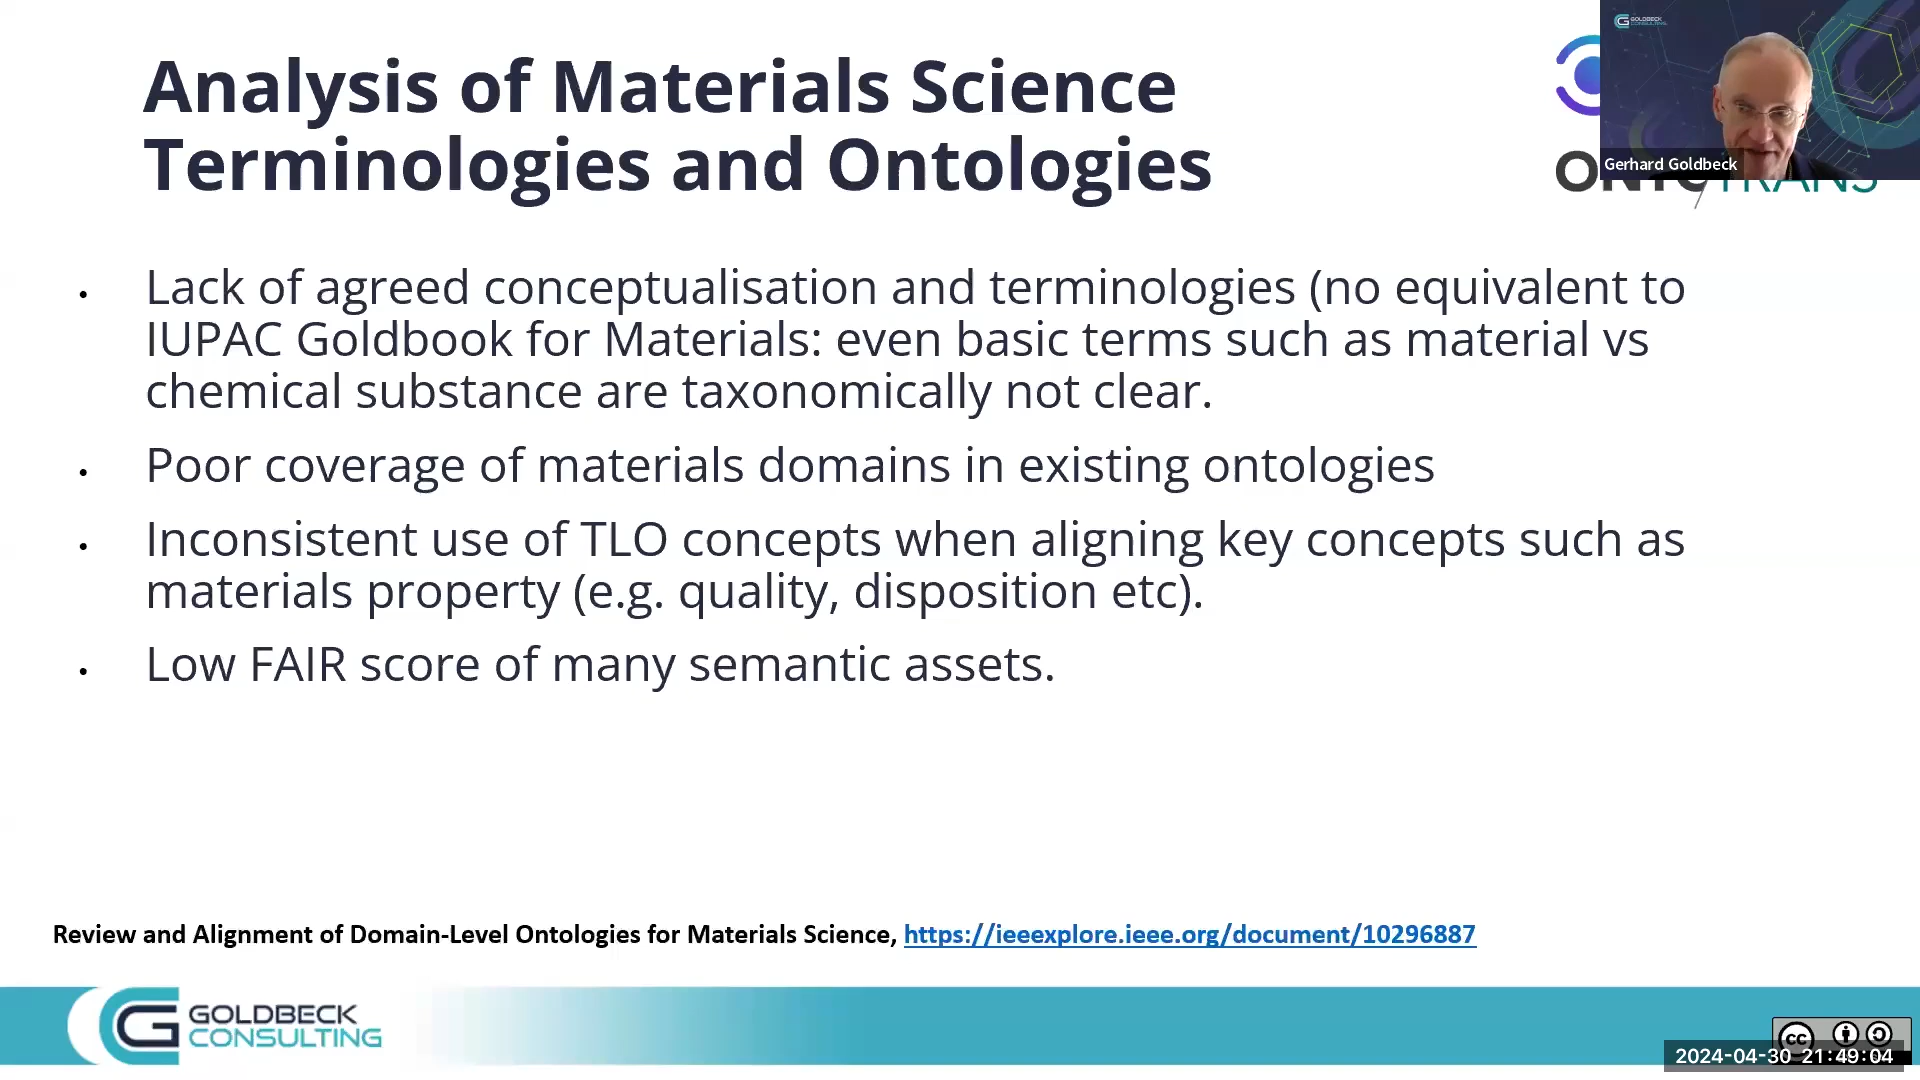 Analysis of Materials Science
Terminologies and Ontologies
GOLDBECK
CONSULTING
Gerhard Goldbeck
• Lack of agreed conceptualisation and terminologies (no equivalent to
IUPAC Goldbook for Materials: even basic terms such as material vs
chemical substance are taxonomically not clear.
• Poor coverage of materials domains in existing ontologies
• Inconsistent use of TLO concepts when aligning key concepts such as
materials property (e.g. quality, disposition etc).
• Low FAIR score of many semantic assets.
Review and Alignment of Domain-Level Ontologies for Materials Science, https://ieeexplore.ieee.org/document/10296887
GOLDBECK
CONSULTING
cc
2024-04-30 21:49:04